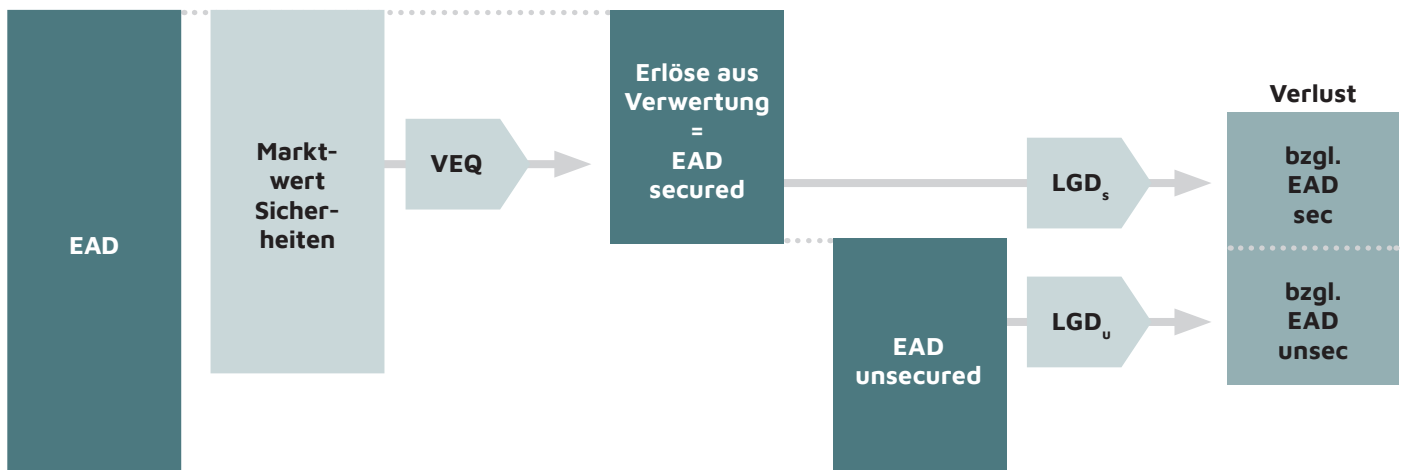 EAD
Markt-
wert
Sicher-
heiten
VEQ
Erlöse aus
Verwertung
=
EAD
secured
EAD
unsecured
LGDs
LGDu
Verlust
bzgl.
EAD
sec
bzgl.
EAD
unsec